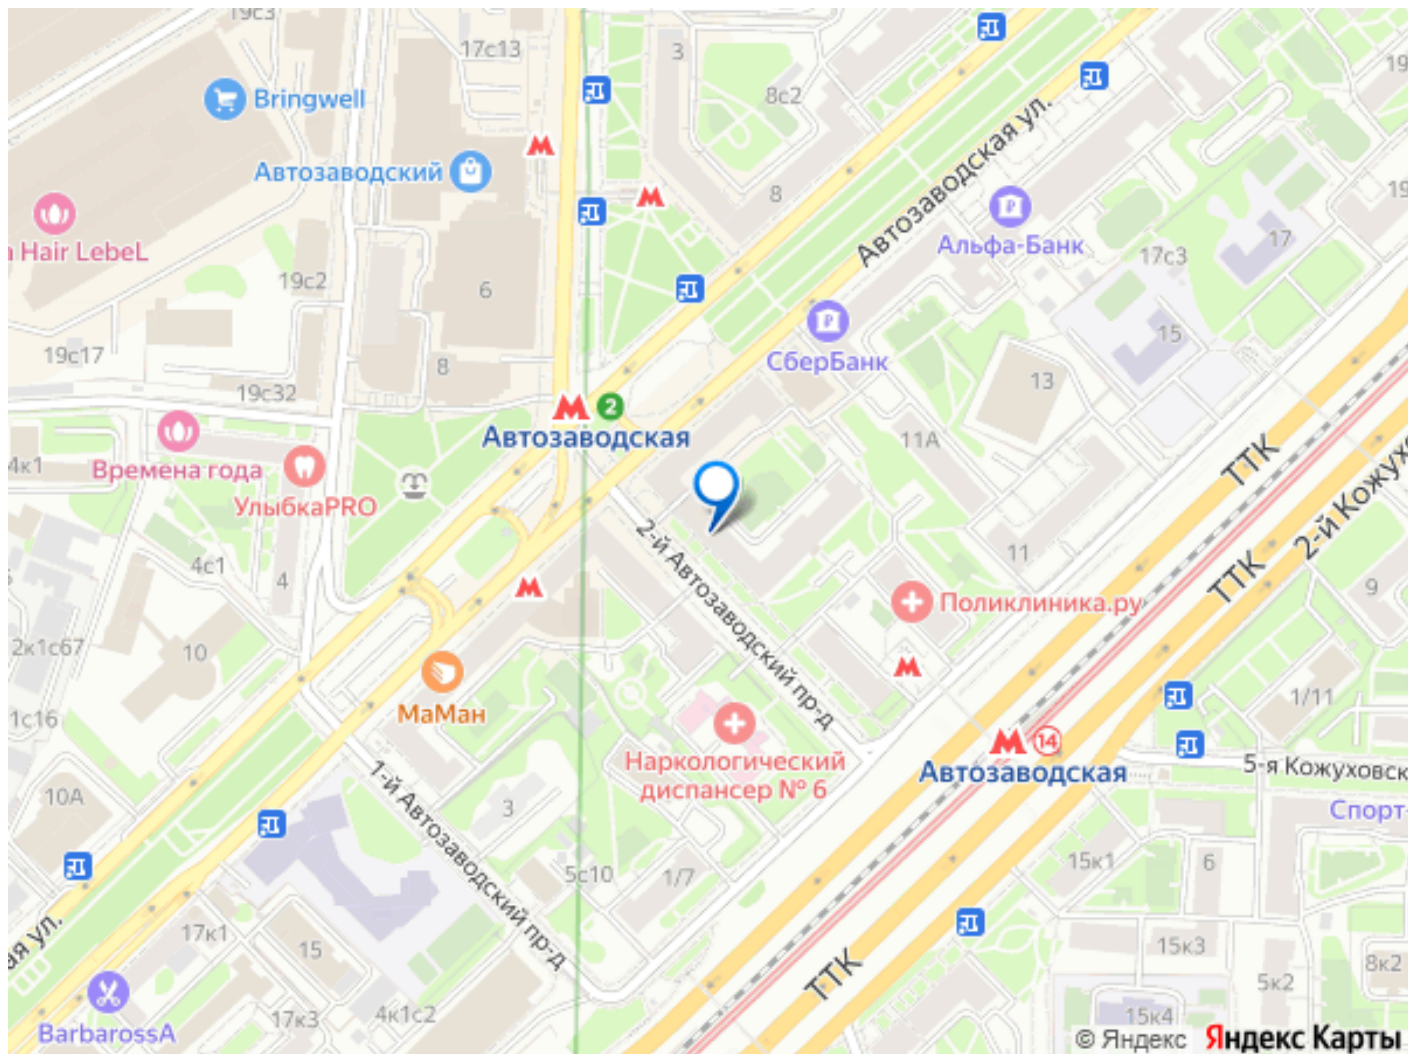 19с3
17с13
3
8с2
19
Bringwell
Автозаводский
8
Автозаводская ул.
Альфа-Банк
17с3
17
19
a Hair LebeL
19с2
6
15
СберБанк
19с17
8
13
19с32
2
Автозаводская
11А
ТТК
4к1
Времена года
УлыбкаPRO
2-й Кожухо
2-й Автозаводский пр-д
11
ТТК
4с1
4
9
Поликлиника.ру
2к1с67
10
1/11
1с16
МаМан
14
Автозаводская
Наркологический
диспансер № 6
5-я Кожуховск
1-й Автозаводский пр-д
10А
3
Спорт-
15к1
6
5с10
1/7
ая ул.
17к1
15
ТТК
15к3
8к2
5к2
BarbarossA
17к3
4к1с2
15к4
© Яндекс Яндекс Карты